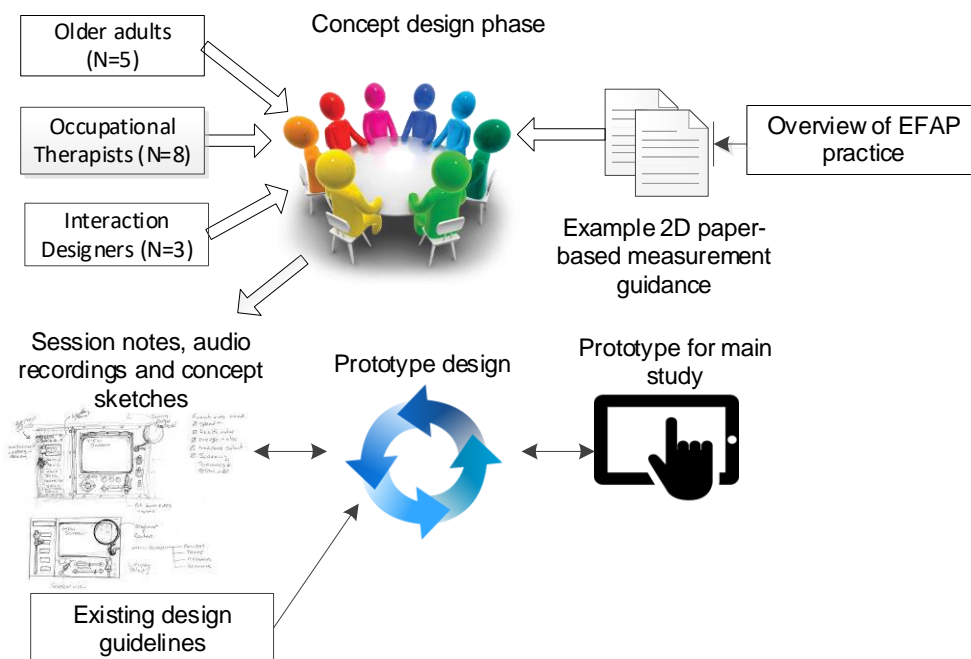 Older adults
(N=5)
Concept design phase
Occupational
Therapists (N=8)
Overview of EFAP
practice
Interaction
Designers (N=3)
Example 2D paper-
based measurement
guidance
Session notes, audio
recordings and concept
sketches
Prototype design
Prototype for main
study
Existing design
guidelines